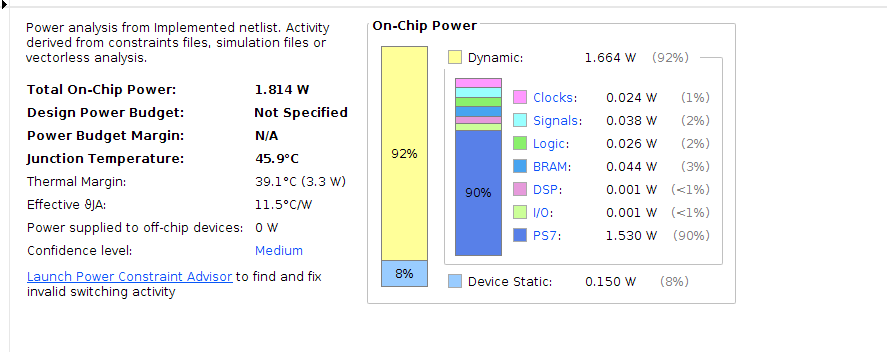 Power analysis from Implemented netlist. Activity
derived from constraints files, simulation files or
vectorless analysis.
Total On-Chip Power: 1.814 W
Design Power Budget: Not Specified
Power Budget Margin: N/A
Junction Temperature: 45.9°C
Thermal Margin: 39.1°C (3.3 W)
Effective ϑJA: 11.5°C/W
Power supplied to off-chip devices: 0 W
Confidence level: Medium
Launch Power Constraint Advisor to find and fix
invalid switching activity
On-Chip Power
92%
8%
Dynamic: 1.664 W (92%)
90%
Clocks: 0.024 W (1%)
Signals: 0.038 W (2%)
Logic: 0.026 W (2%)
BRAM: 0.044 W (3%)
DSP: 0.001 W (<1%)
I/O: 0.001 W (<1%)
PS7: 1.530 W (90%)
Device Static: 0.150 W (8%)